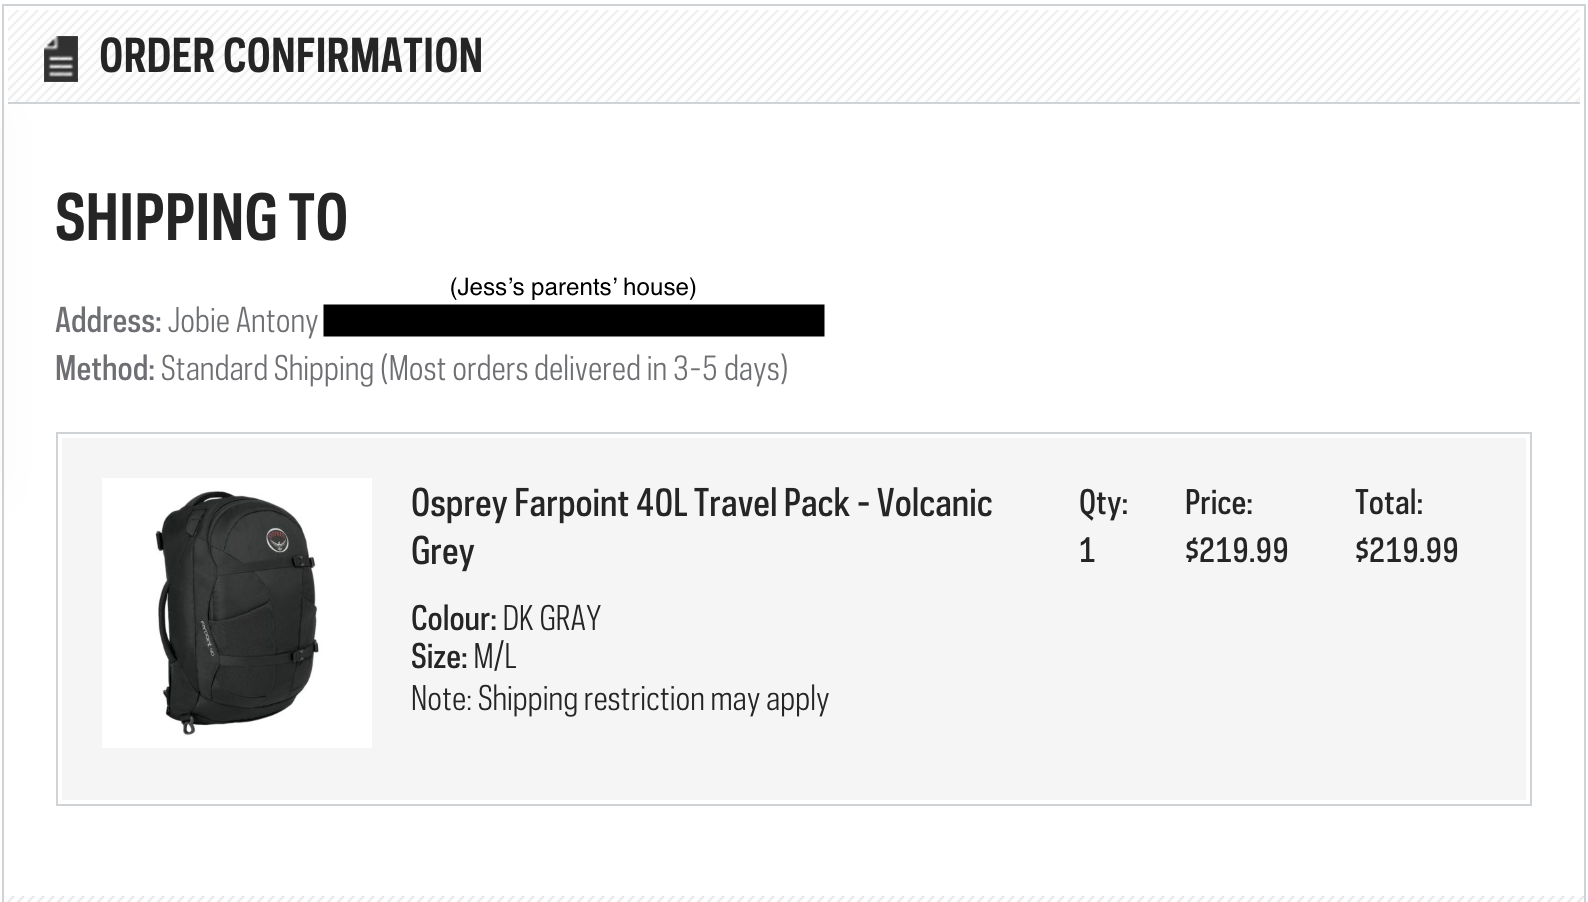 ORDER CONFIRMATION
SHIPPING TO
(Jess’s parents’ house)
Address: Jobie Antony
Method: Standard Shipping (Most orders delivered in 3-5 days)
Osprey Farpoint 40L Travel Pack - Volcanic
Grey
Qty:
1
Price:
$219.99
Total:
$219.99
Colour: DK GRAY
Size: M/L
Note: Shipping restriction may apply